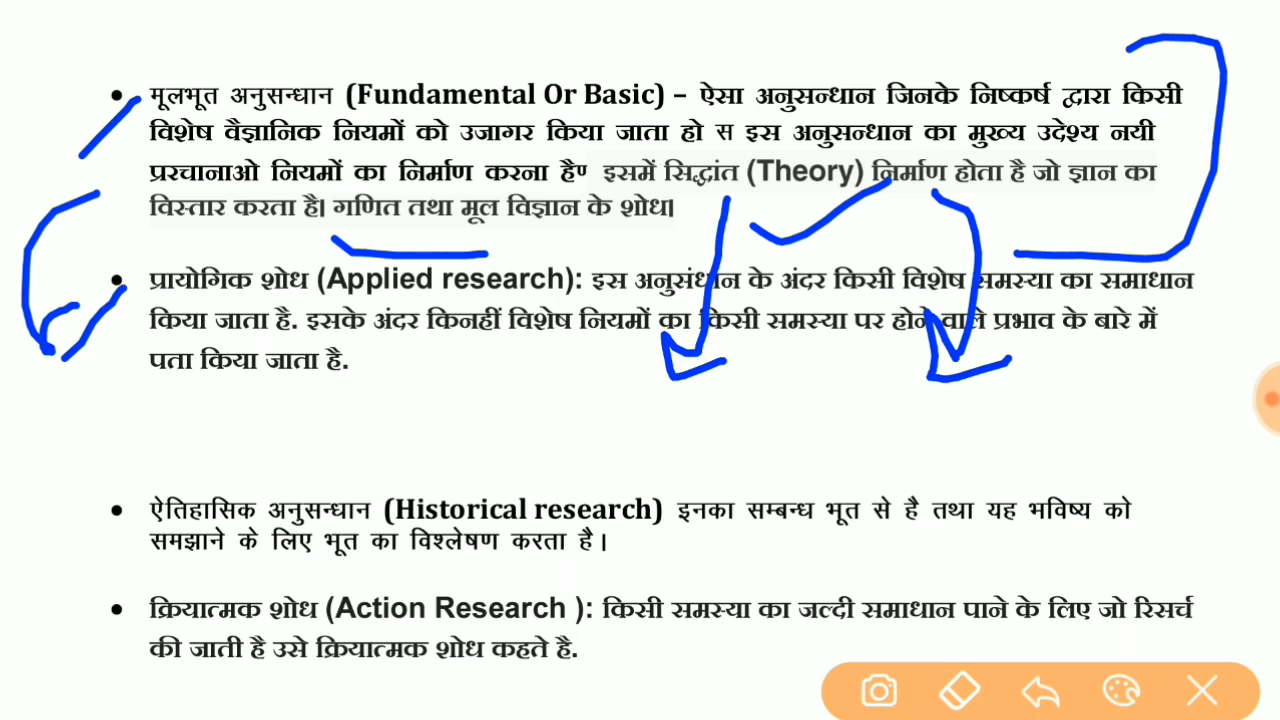 • मूलभूत अनुसन्धान (Fundamental Or Basic) – ऐसा अनुसन्धान जिनके निष्कर्ष द्वारा किसी
विशेष वैज्ञानिक नियमों को उजागर किया जाता हो स इस अनुसन्धान का मुख्य उदेश्य नयी
प्रस्चानाओ नियमों का निर्माण करना है॰ इसमें सिद्धांत (Theory) निर्माण होता है जो ज्ञान का
विस्तार करता है। गणित तथा मूल विज्ञान के शोध।
• प्रायोगिक शोध (Applied research): इस अनुसंधान के अंदर किसी विशेष समस्या का समाधान
किया जाता है. इसके अंदर किनहीं विशेष नियमों का किसी समस्या पर होने वाले प्रभाव के बारे में
पता किया जाता है.
• ऐतिहासिक अनुसन्धान (Historical research) इनका सम्बन्ध भूत से है तथा यह भविष्य को
समझाने के लिए भूत का विश्लेषण करता है ।
• क्रियात्मक शोध (Action Research ): किसी समस्या का जल्दी समाधान पाने के लिए जो रिसर्च
की जाती है उसे क्रियात्मक शोध कहते है.